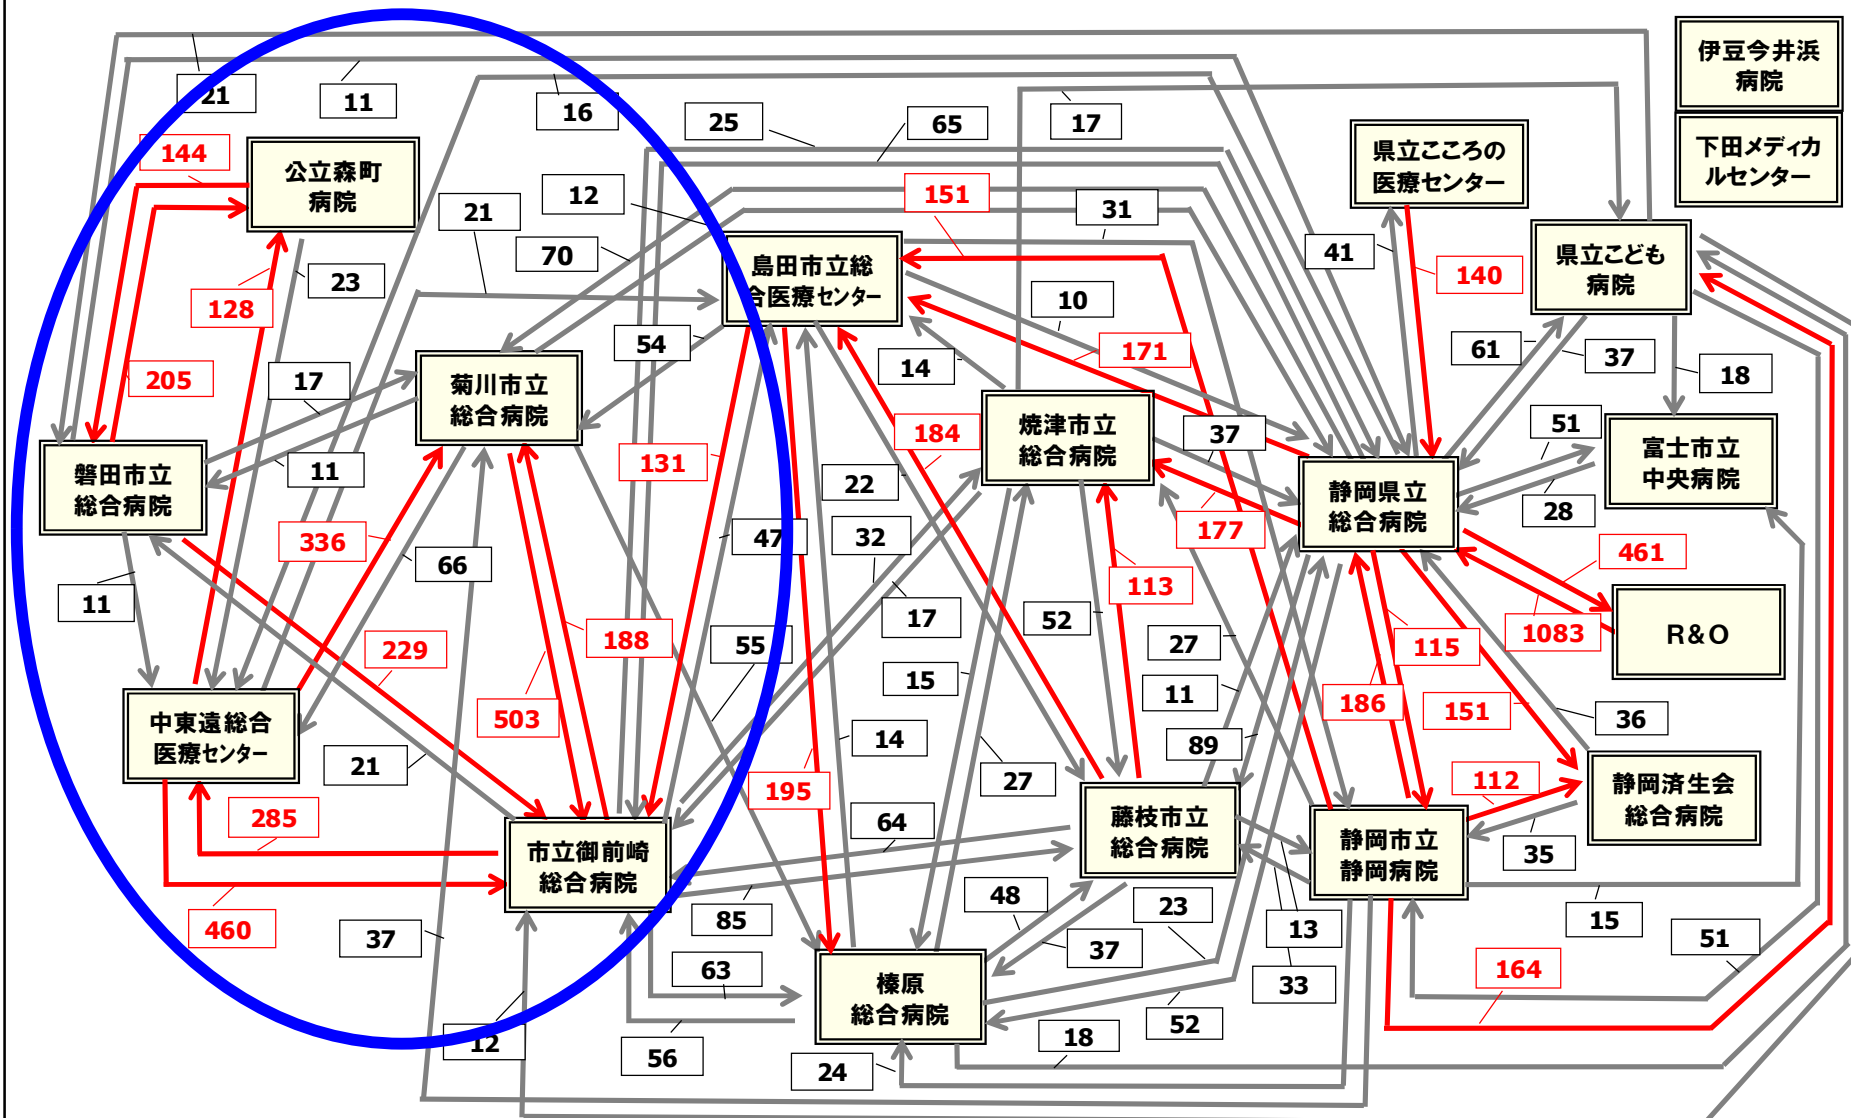 21
11
16
25
65
17
伊豆今井浜
病院
下田メディカ
ルセンター
144
公立森町
病院
21
12
151
31
県立こころの
医療センター
70
41
140
県立こども
病院
島田市立総
合医療センター
128
23
10
54
14
171
61
37
18
205
17
菊川市立
総合病院
焼津市立
総合病院
184
37
51
富士市立
中央病院
11
131
22
磐田市立
総合病院
静岡県立
総合病院
28
336
66
47
32
177
461
11
113
17
52
R&O
1083
229
188
55
27
115
15
11
186
151
36
503
中東遠総合
医療センター
21
14
27
89
195
112
静岡済生会
総合病院
285
64
藤枝市立
総合病院
静岡市立
静岡病院
35
市立御前崎
総合病院
460
85
48
23
13
15
37
37
51
63
榛原
総合病院
33
164
12
56
52
18
24